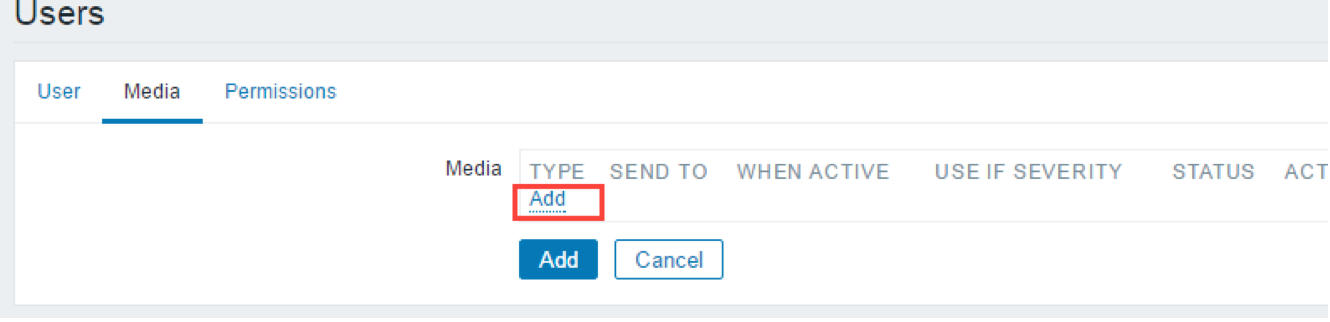 Users
User Media Permissions
Media TYPE SEND TO WHEN ACTIVE USE IF SEVERITY STATUS ACT
Add
Add Cancel